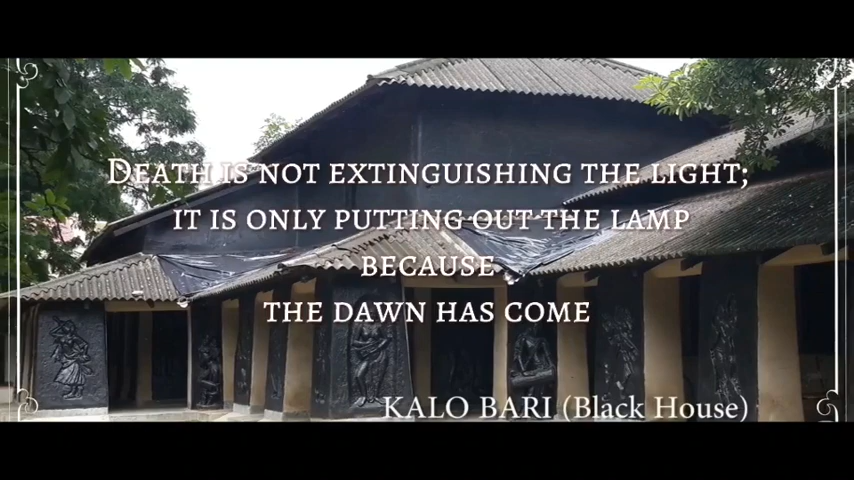 Death is not extinguishing the light;
it is only putting out the lamp
because
the dawn has come
KALO BARI (Black House)